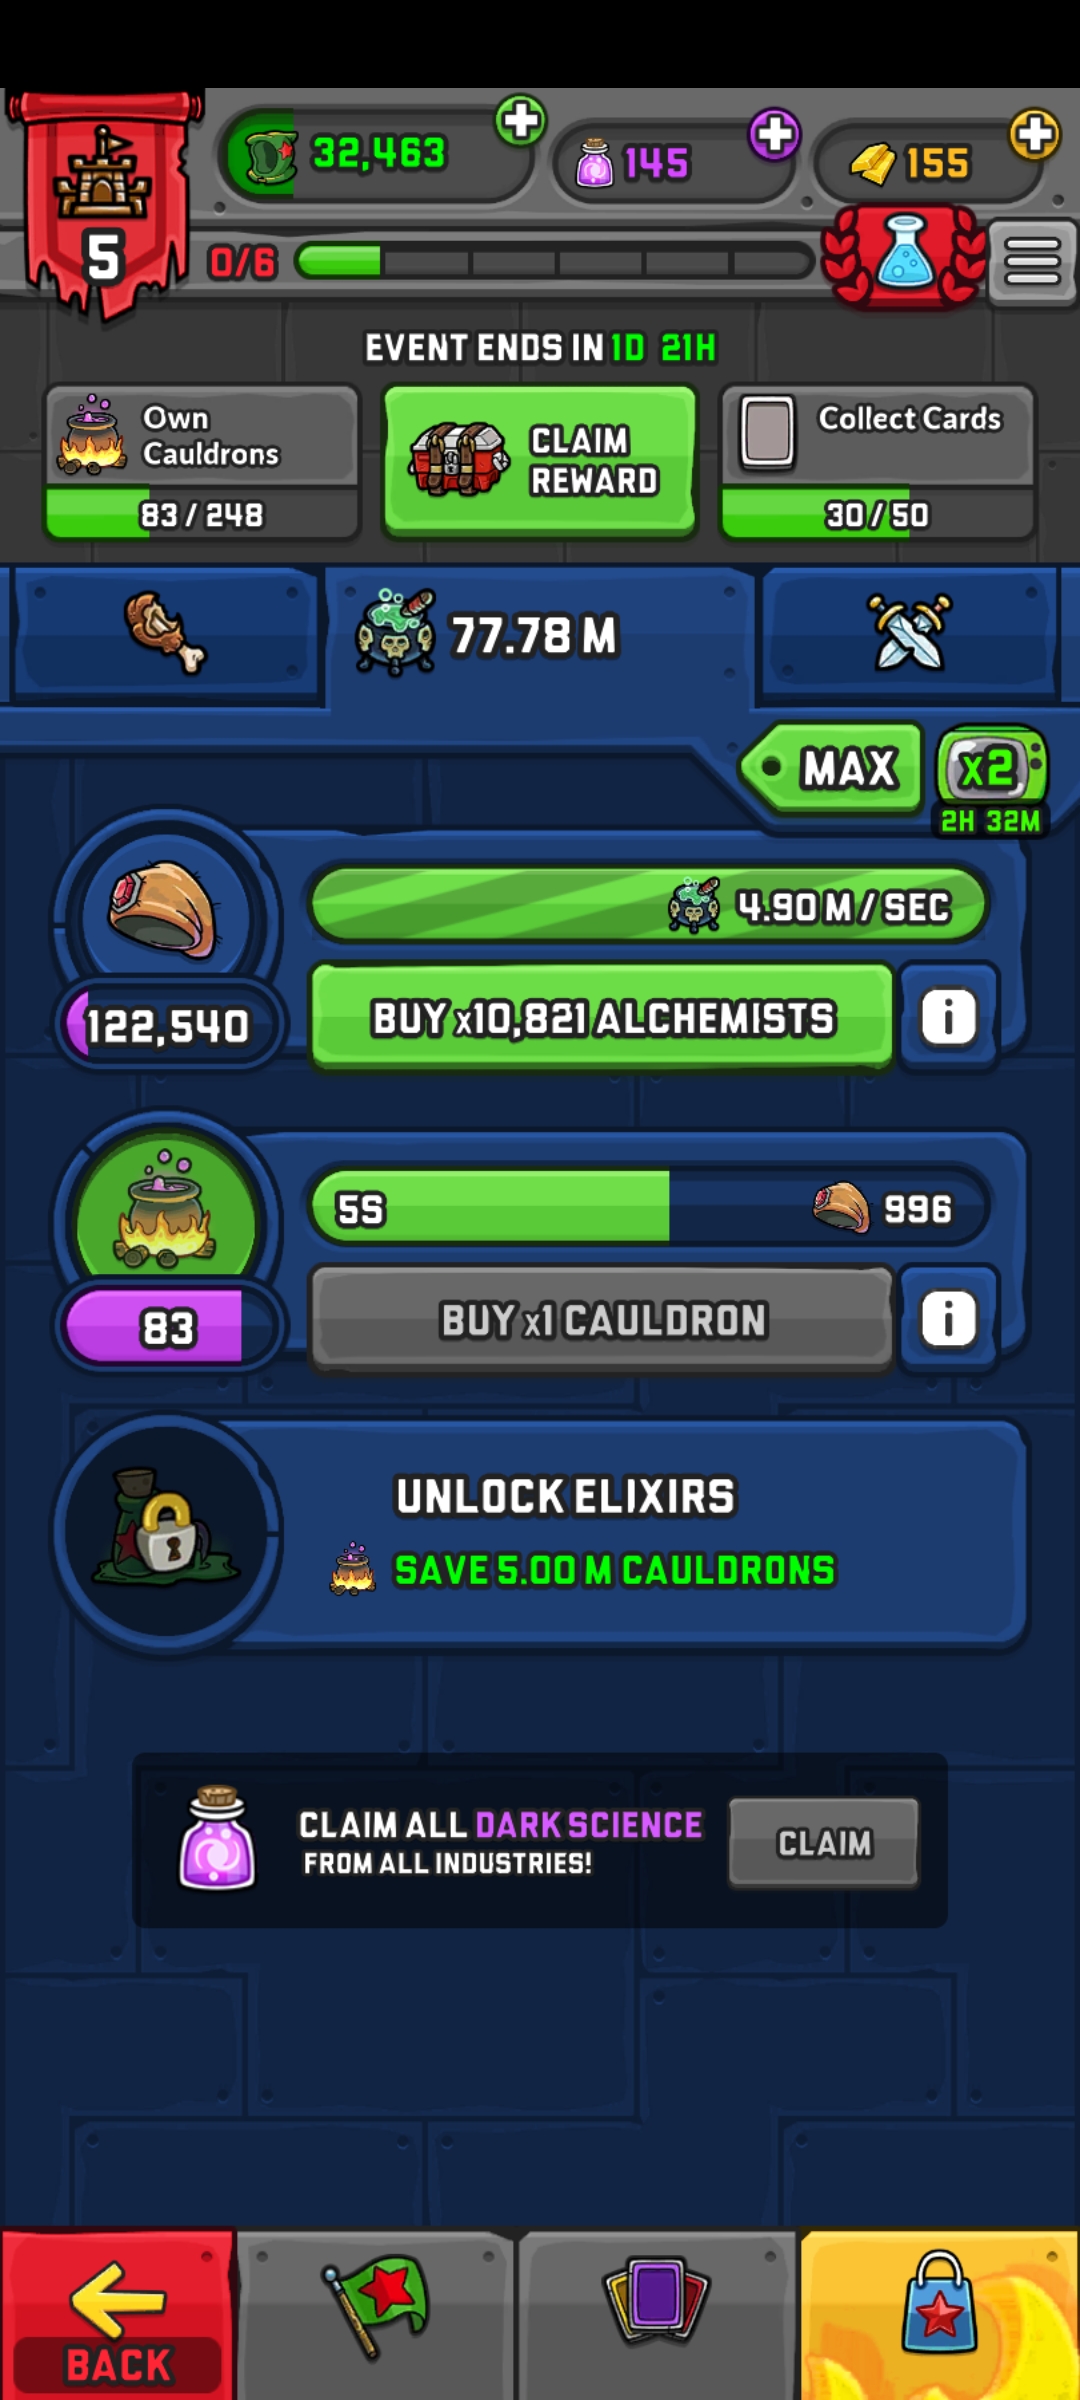 32,463
145
155
5
0/6
EVENT ENDS IN 1D 21H
Own
Cauldrons
83 / 248
CLAIM
REWARD
Collect Cards
30 / 50
77.78 M
MAX
x2
2H 32M
4.90 M / SEC
122,540
BUY x10,821 ALCHEMISTS
i
5S
996
83
BUY x1 CAULDRON
i
UNLOCK ELIXIRS
SAVE 5.00 M CAULDRONS
CLAIM ALL DARK SCIENCE
FROM ALL INDUSTRIES!
CLAIM
BACK